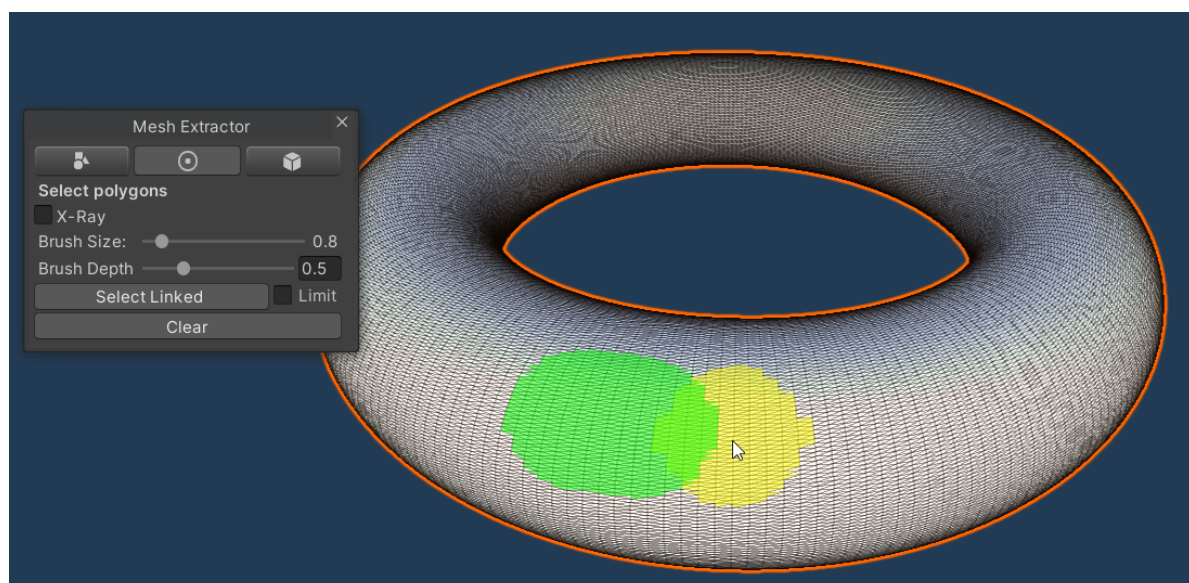 Mesh Extractor
Select polygons
X-Ray
Brush Size: 0.8
Brush Depth 0.5
Select Linked Limit
Clear